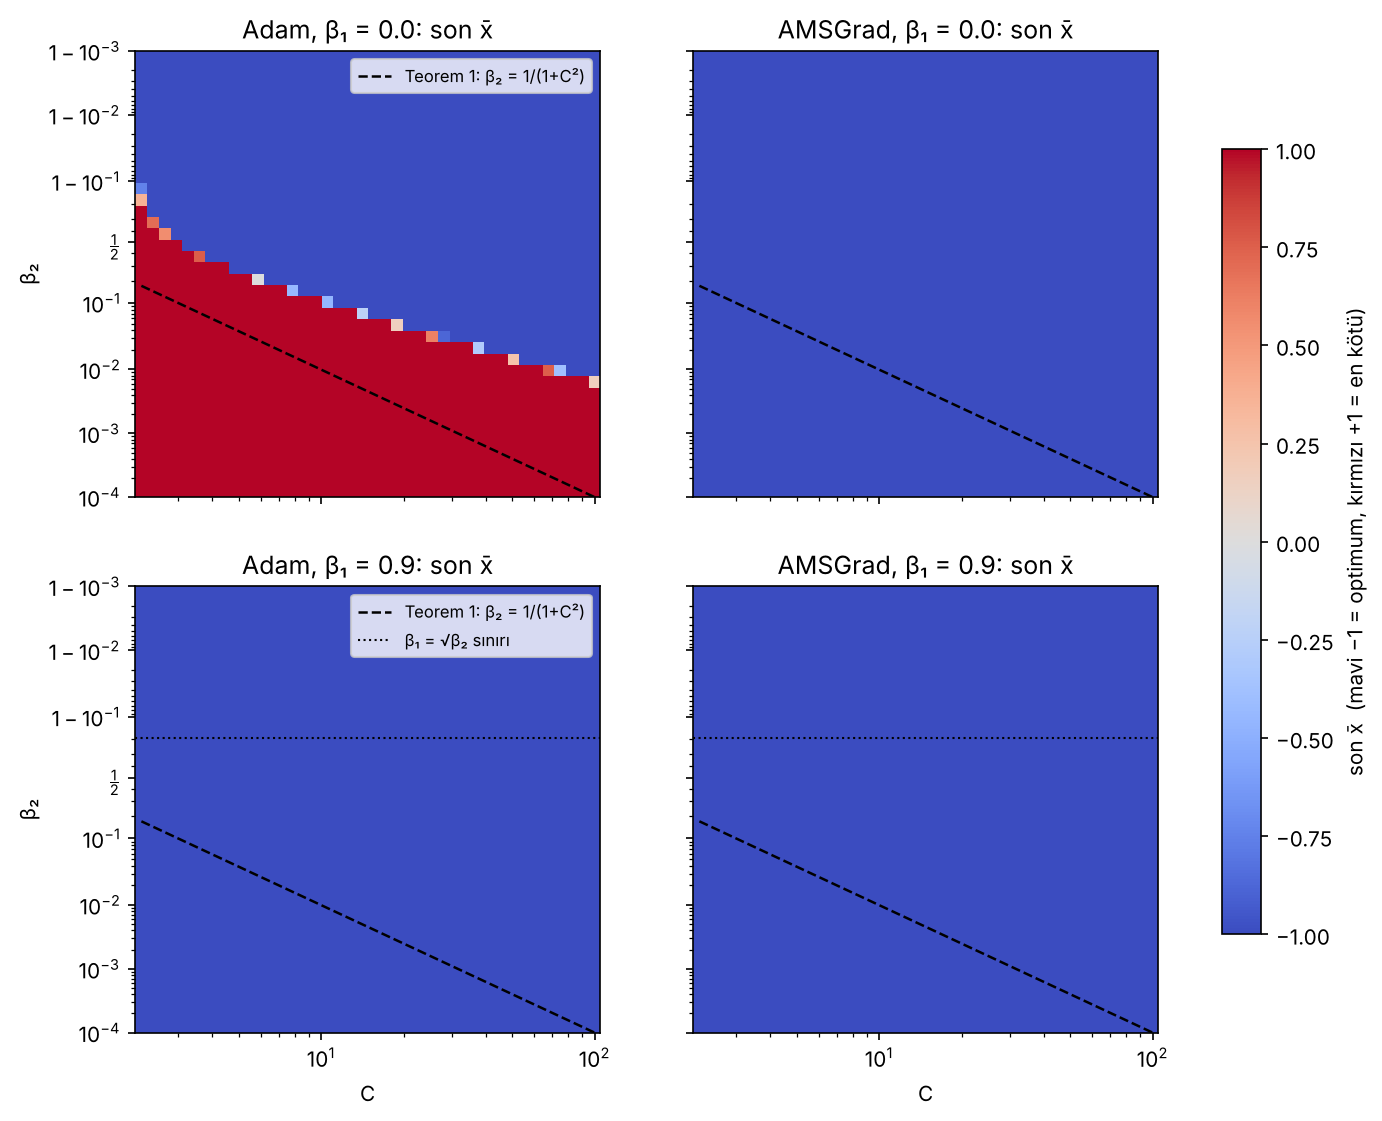 Adam, β₁ = 0.0: son x̄
AMSGrad, β₁ = 0.0: son x̄
1 − 10⁻³
1 − 10⁻²
1 − 10⁻¹
1/2
10⁻¹
10⁻²
10⁻³
10⁻⁴
β₂
Teorem 1: β₂ = 1/(1+C²)
Adam, β₁ = 0.9: son x̄
AMSGrad, β₁ = 0.9: son x̄
1 − 10⁻³
1 − 10⁻²
1 − 10⁻¹
1/2
10⁻¹
10⁻²
10⁻³
10⁻⁴
β₂
Teorem 1: β₂ = 1/(1+C²)
β₁ = √β₂ sınırı
10¹
10²
C
10¹
10²
C
1.00
0.75
0.50
0.25
0.00
−0.25
−0.50
−0.75
−1.00
son x̄ (mavi −1 = optimum, kırmızı +1 = en kötü)